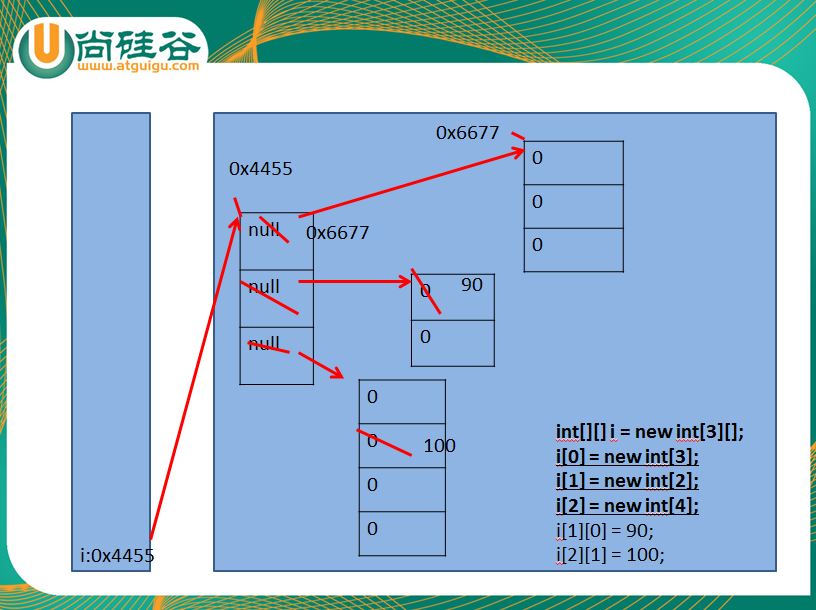 尚硅谷
www.atguigu.com
0x6677
0x4455
0
0
0
null
0x6677
null
null
0
90
0
0
0
100
0
0
int[][] i = new int[3][];
i[0] = new int[3];
i[1] = new int[2];
i[2] = new int[4];
i[1][0] = 90;
i[2][1] = 100;
i:0x4455